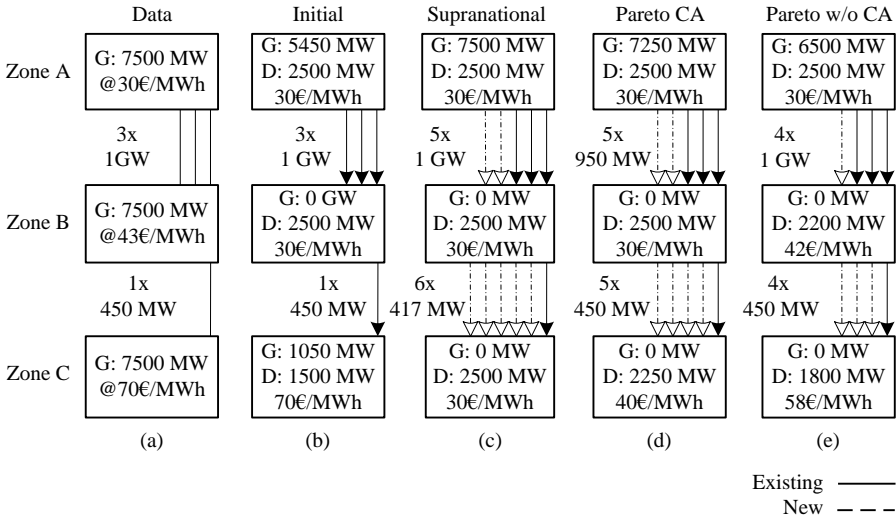 Data
Initial
Supranational
Pareto CA
Pareto w/o CA
Zone A
G: 7500 MW
@30€/MWh
G: 5450 MW
D: 2500 MW
30€/MWh
G: 7500 MW
D: 2500 MW
30€/MWh
G: 7250 MW
D: 2500 MW
30€/MWh
G: 6500 MW
D: 2500 MW
30€/MWh
3x
1GW
3x
1 GW
5x
1 GW
5x
950 MW
4x
1 GW
Zone B
G: 7500 MW
@43€/MWh
G: 0 GW
D: 2500 MW
30€/MWh
G: 0 MW
D: 2500 MW
30€/MWh
G: 0 MW
D: 2500 MW
30€/MWh
G: 0 MW
D: 2200 MW
42€/MWh
1x
450 MW
1x
450 MW
6x
417 MW
5x
450 MW
4x
450 MW
Zone C
G: 7500 MW
@70€/MWh
G: 1050 MW
D: 1500 MW
70€/MWh
G: 0 MW
D: 2500 MW
30€/MWh
G: 0 MW
D: 2250 MW
40€/MWh
G: 0 MW
D: 1800 MW
58€/MWh
(a)
(b)
(c)
(d)
(e)
Existing
New